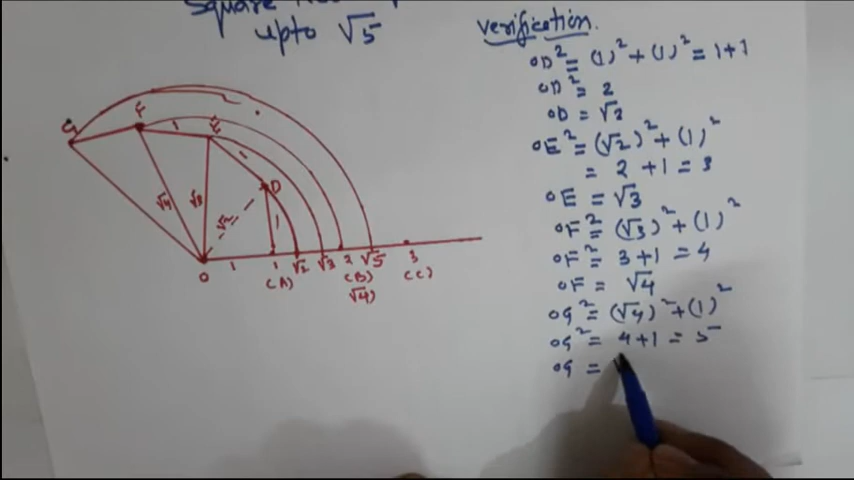 Square
upto √5
verification.
OD² = (1)² + (1)² = 1+1
OD² = 2
OD = √2
OE² = (√2)² + (1)²
= 2 + 1 = 3
OE = √3
OF² = (√3)² + (1)²
OF² = 3 + 1 = 4
OF = √4
OG² = (√4)² + (1)²
OG² = 4 + 1 = 5
OG =
G
F
1
E
1
D
√4
√3
√2
1
O
1
1 √2 √3 2 √5 3
(A) (B) (C)
√4)